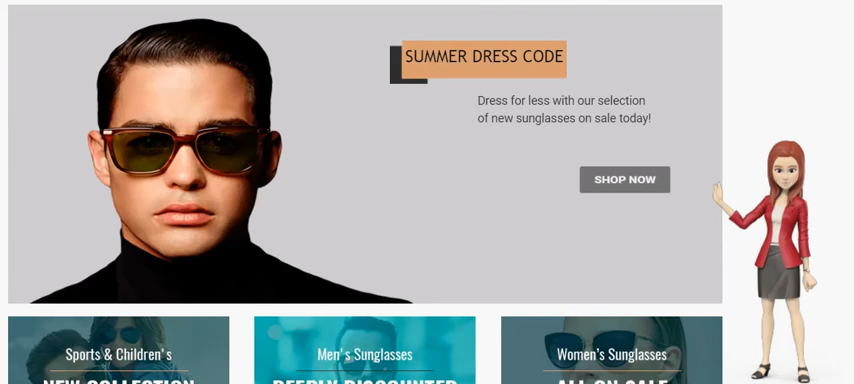 SUMMER DRESS CODE
Dress for less with our selection
of new sunglasses on sale today!
SHOP NOW
Sports & Children's
Men's Sunglasses
Women's Sunglasses
NEW COLLECTION
DEEPLY DISCOUNTED
ALL ON SALE